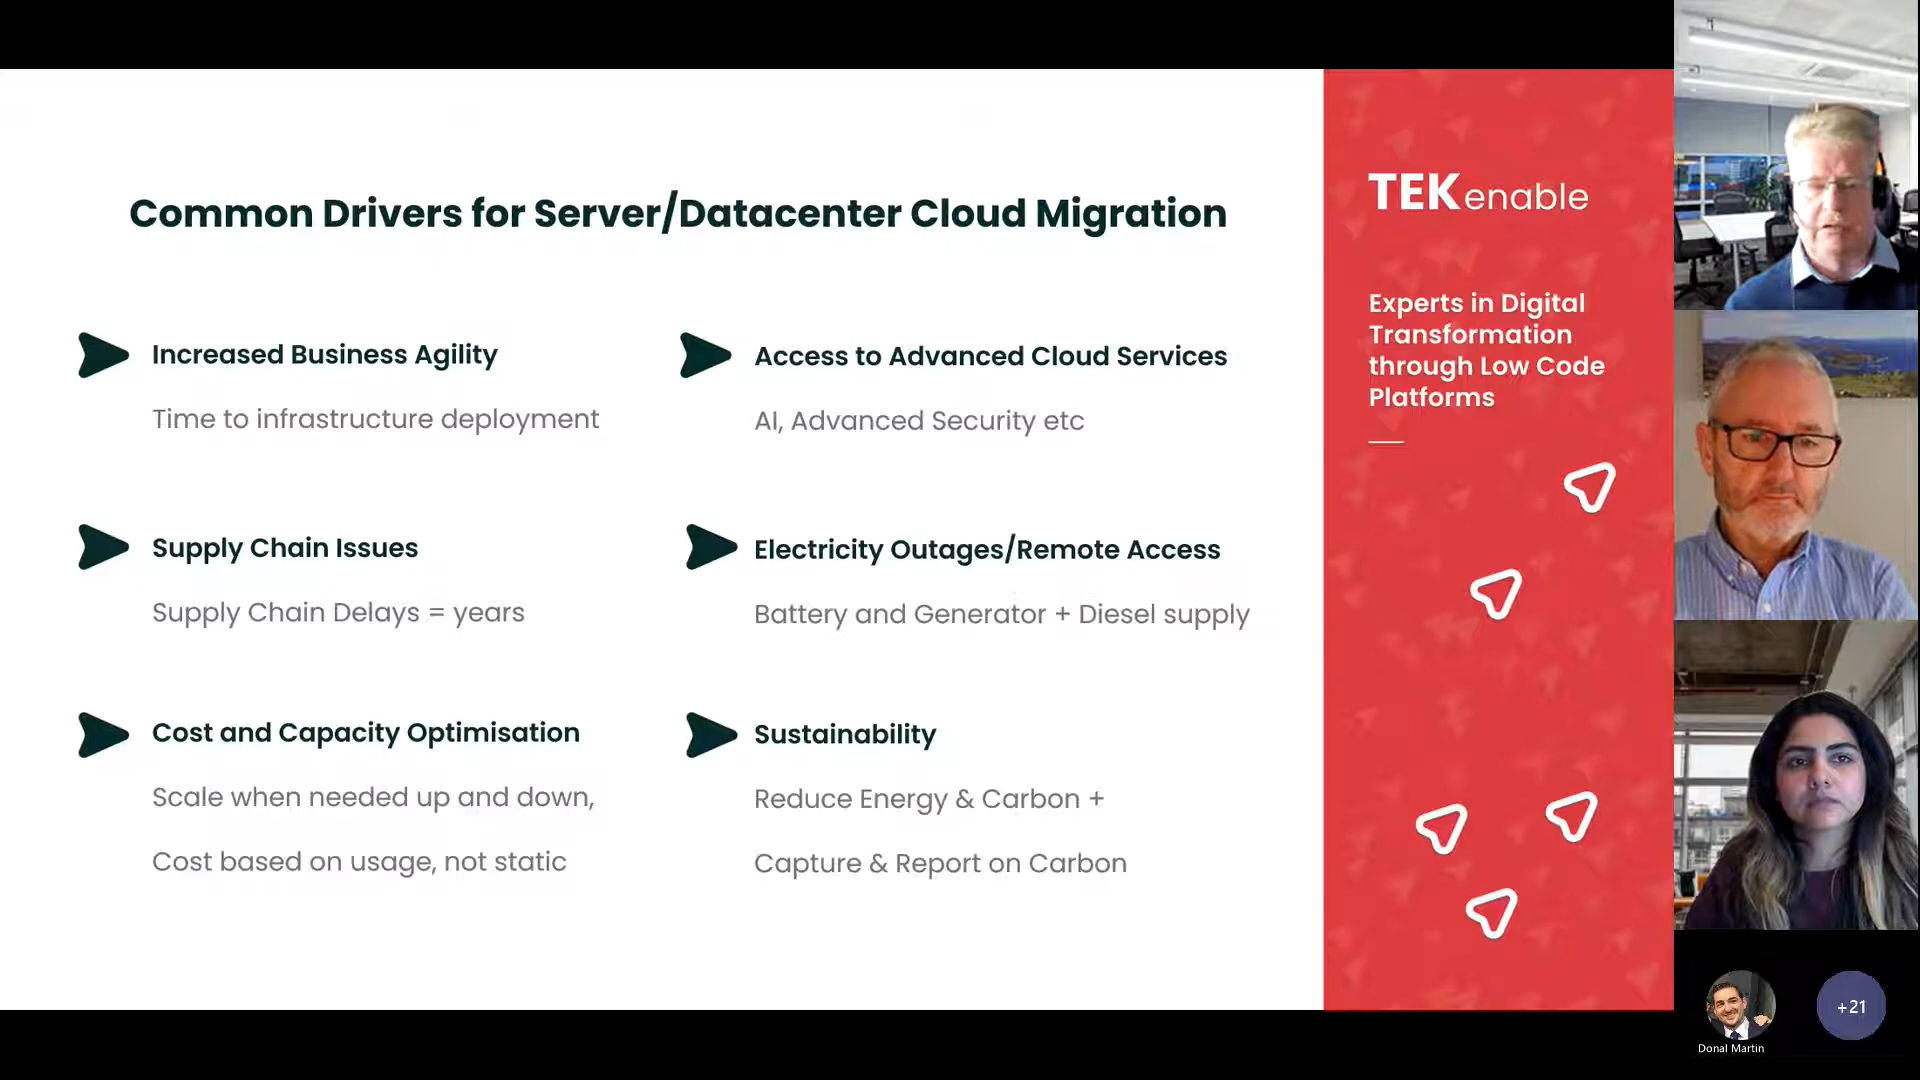 Common Drivers for Server/Datacenter Cloud Migration
Increased Business Agility
Time to infrastructure deployment
Supply Chain Issues
Supply Chain Delays = years
Cost and Capacity Optimisation
Scale when needed up and down,
Cost based on usage, not static
Access to Advanced Cloud Services
AI, Advanced Security etc
Electricity Outages/Remote Access
Battery and Generator + Diesel supply
Sustainability
Reduce Energy & Carbon +
Capture & Report on Carbon
TEKenable
Experts in Digital
Transformation
through Low Code
Platforms
+21
Donal Martin